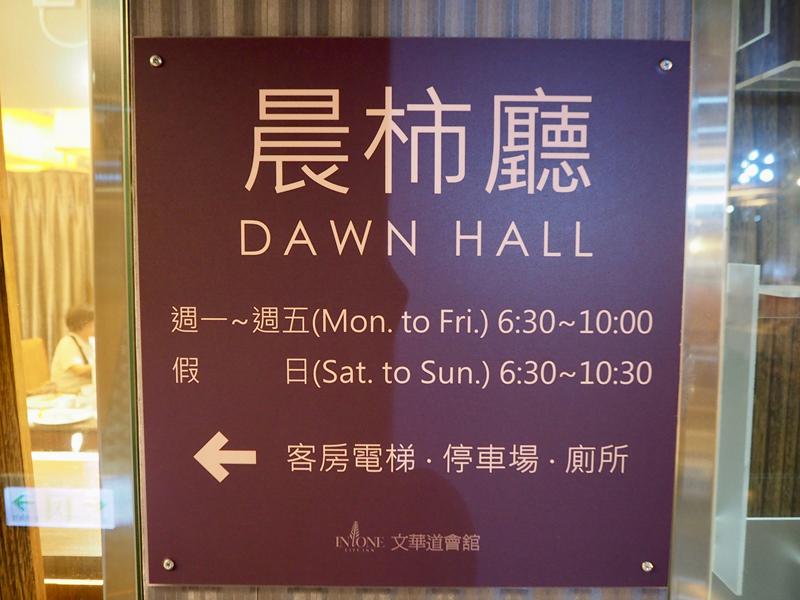 晨柿廳
DAWN HALL
週一~週五(Mon. to Fri.) 6:30~10:00
假 日(Sat. to Sun.) 6:30~10:30
客房電梯·停車場·廁所
INONE CITY INN 文華道會館